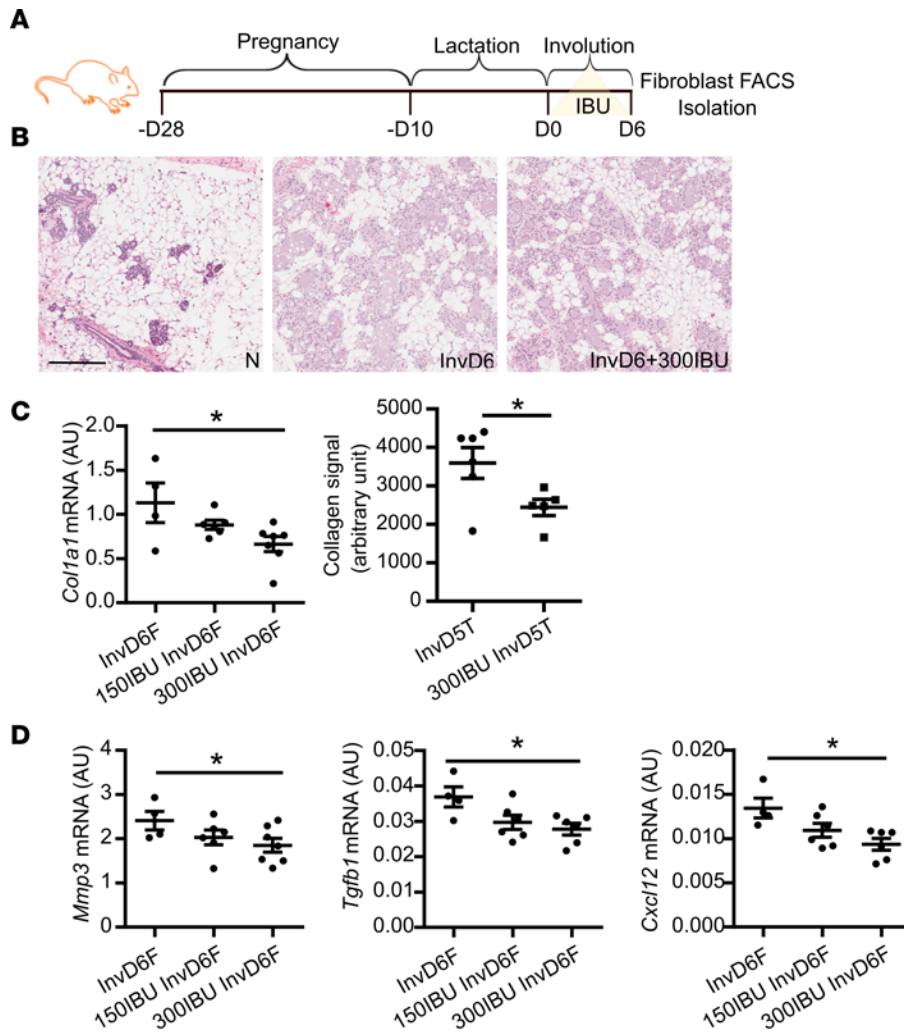 A
Pregnancy Lactation Involution
Fibroblast FACS
Isolation
IBU
-D28 -D10 D0 D6
B
N
InvD6
InvD6+300IBU
C
Col1a1 mRNA (AU)
2.0
1.5
1.0
0.5
0.0
*
InvD6F
150IBU InvD6F
300IBU InvD6F
Collagen signal
(arbitrary unit)
5000
4000
3000
2000
1000
0
*
InvD5T
300IBU InvD5T
D
Mmp3 mRNA (AU)
4
3
2
1
0
*
InvD6F
150IBU InvD6F
300IBU InvD6F
Tgfb1 mRNA (AU)
0.05
0.04
0.03
0.02
0.01
0.00
*
InvD6F
150IBU InvD6F
300IBU InvD6F
Cxcl12 mRNA (AU)
0.020
0.015
0.010
0.005
0.000
*
InvD6F
150IBU InvD6F
300IBU InvD6F